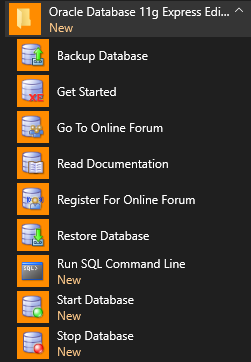 Oracle Database 11g Express Edi...
New
Backup Database
Get Started
Go To Online Forum
Read Documentation
Register For Online Forum
Restore Database
Run SQL Command Line
New
Start Database
New
Stop Database
New